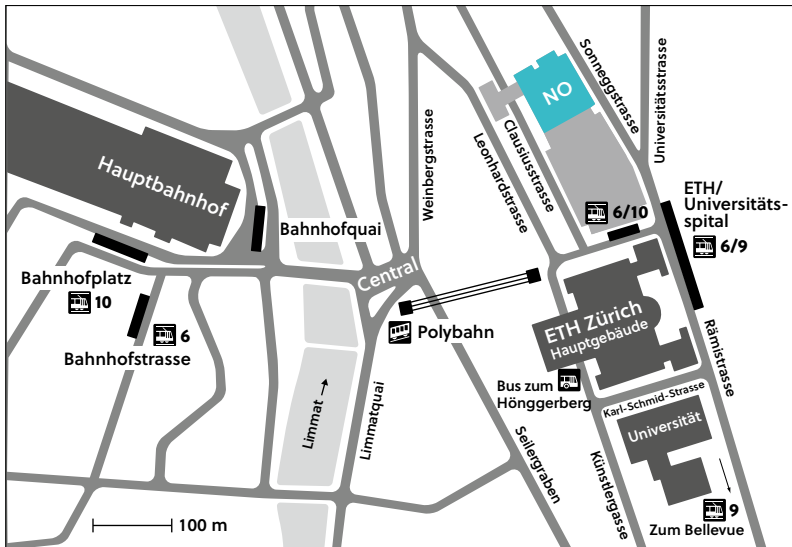 Sonneggstrasse
NO
Universitätsstrasse
Hauptbahnhof
Weinbergstrasse
Leonhardstrasse
Clausiusstrasse
ETH/
Universitäts-
spital
6/9
6/10
Bahnhofquai
Central
Bahnhofplatz
10
6
Bahnhofstrasse
Polybahn
ETH Zürich
Hauptgebäude
Rämistrasse
Bus zum
Hönggerberg
Karl-Schmid-Strasse
Universität
Limmat →
Limmatquai
Seilergraben
Künstlergasse
9
Zum Bellevue
100 m